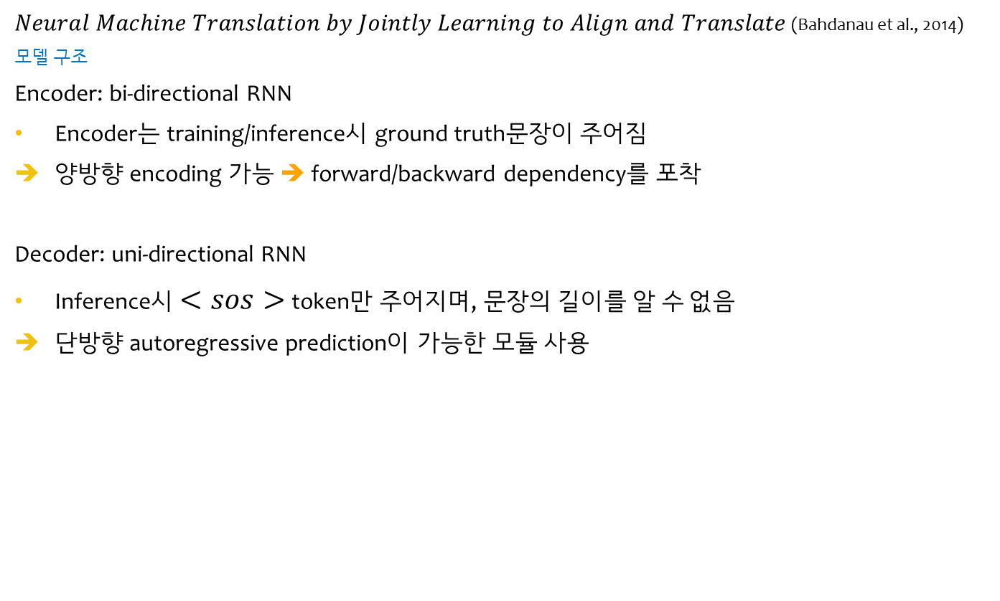 Neural Machine Translation by Jointly Learning to Align and Translate (Bahdanau et al., 2014)
모델 구조
Encoder: bi-directional RNN
• Encoder는 training/inference시 ground truth문장이 주어짐
➔ 양방향 encoding 가능 ➔ forward/backward dependency를 포착
Decoder: uni-directional RNN
• Inference시 < sos > token만 주어지며, 문장의 길이를 알 수 없음
➔ 단방향 autoregressive prediction이 가능한 모듈 사용